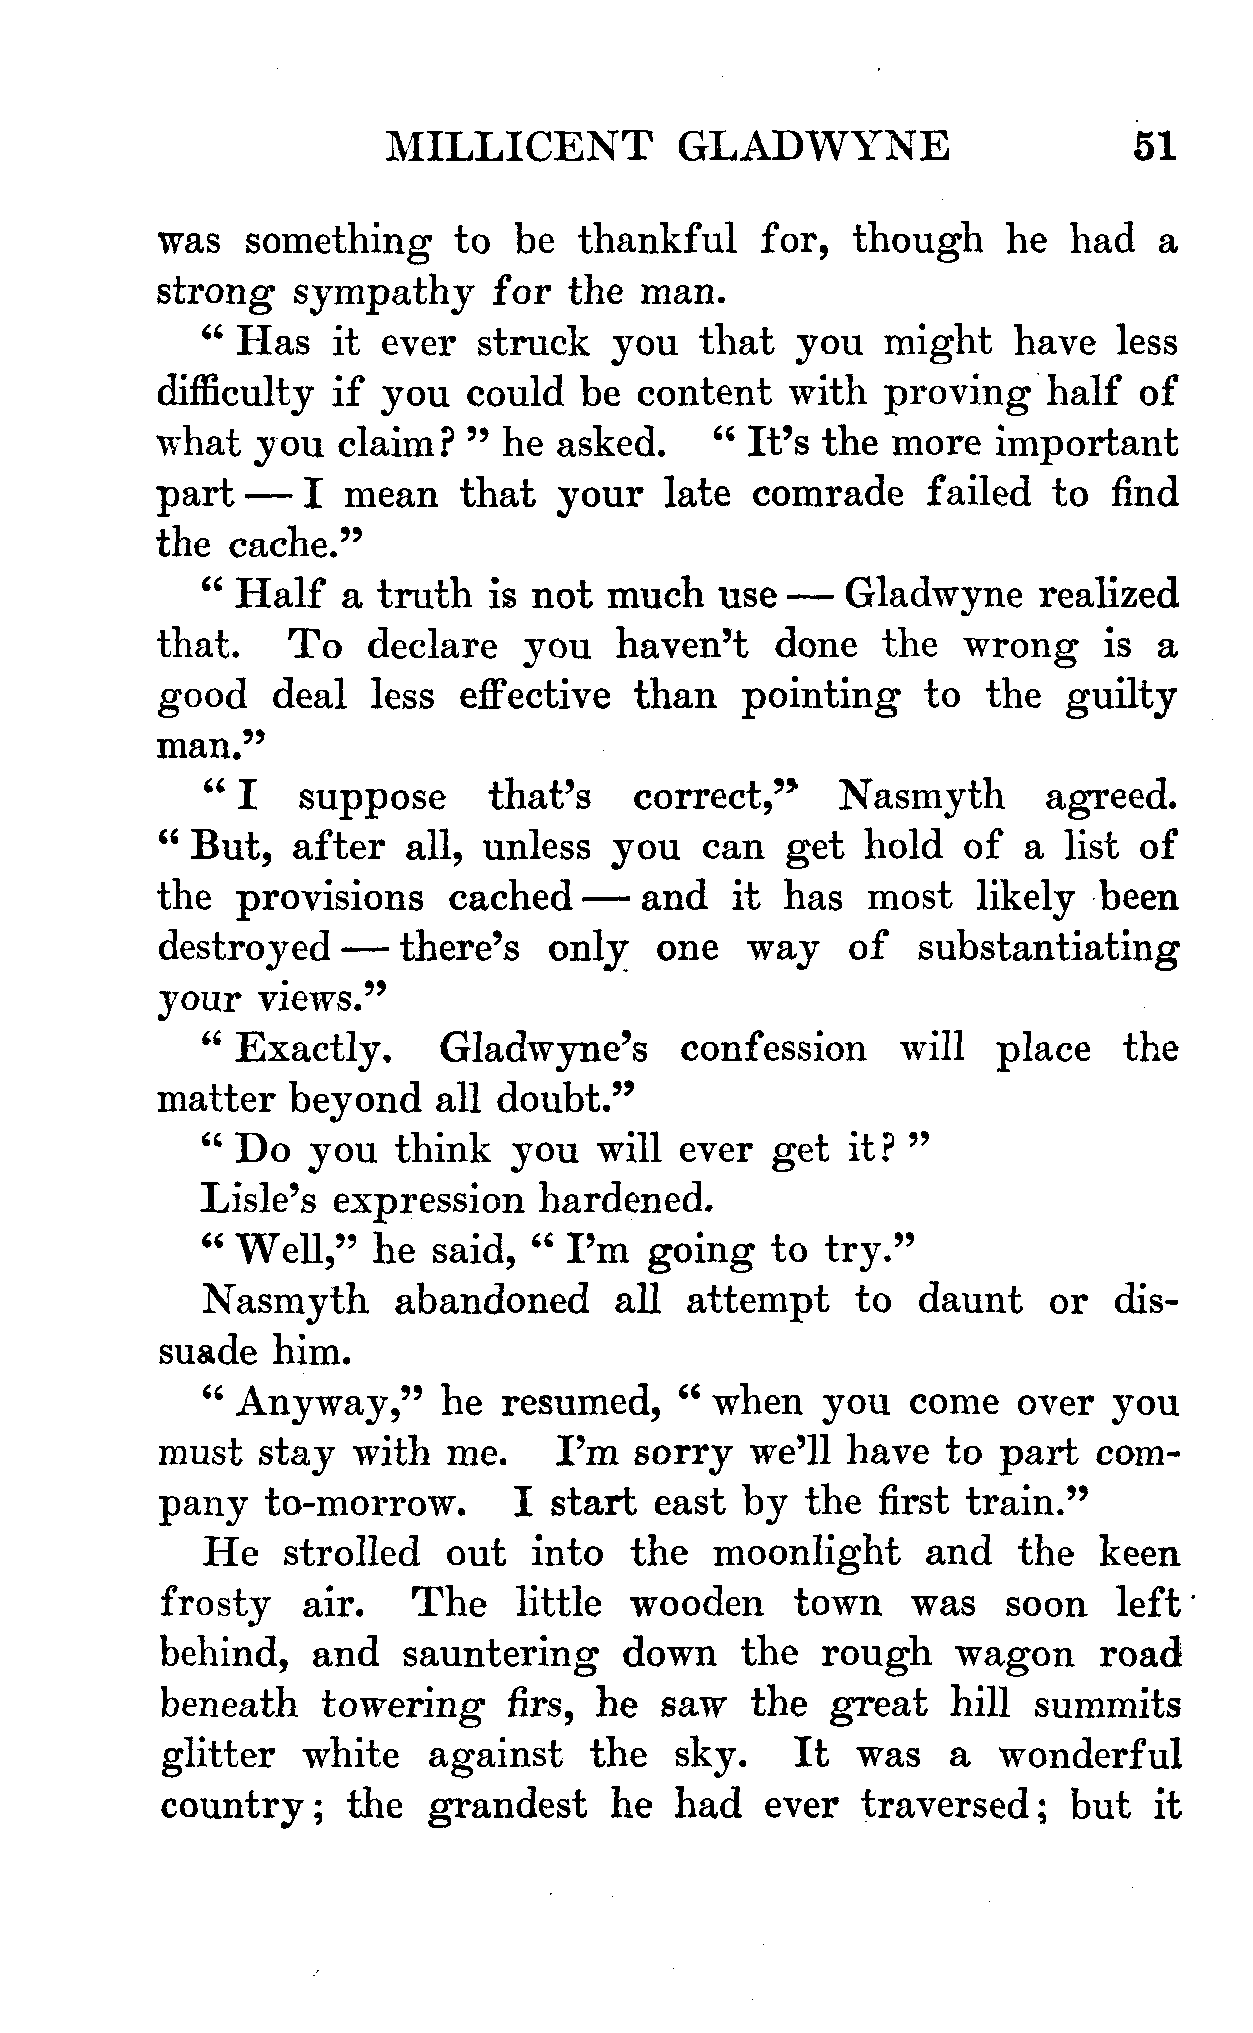 MILLICENT GLADWYNE 51
was something to be thankful for, though he had a
strong sympathy for the man.
“ Has it ever struck you that you might have less
difficulty if you could be content with proving half of
what you claim? ” he asked. “ It’s the more important
part — I mean that your late comrade failed to find
the cache.”
“ Half a truth is not much use — Gladwyne realized
that. To declare you haven’t done the wrong is a
good deal less effective than pointing to the guilty
man.”
“ I suppose that’s correct,” Nasmyth agreed.
“ But, after all, unless you can get hold of a list of
the provisions cached — and it has most likely been
destroyed — there’s only one way of substantiating
your views.”
“ Exactly. Gladwyne’s confession will place the
matter beyond all doubt.”
“ Do you think you will ever get it? ”
Lisle’s expression hardened.
“ Well,” he said, “ I’m going to try.”
Nasmyth abandoned all attempt to daunt or dis-
suade him.
“ Anyway,” he resumed, “ when you come over you
must stay with me. I’m sorry we’ll have to part com-
pany to-morrow. I start east by the first train.”
He strolled out into the moonlight and the keen
frosty air. The little wooden town was soon left
behind, and sauntering down the rough wagon road
beneath towering firs, he saw the great hill summits
glitter white against the sky. It was a wonderful
country; the grandest he had ever traversed; but it